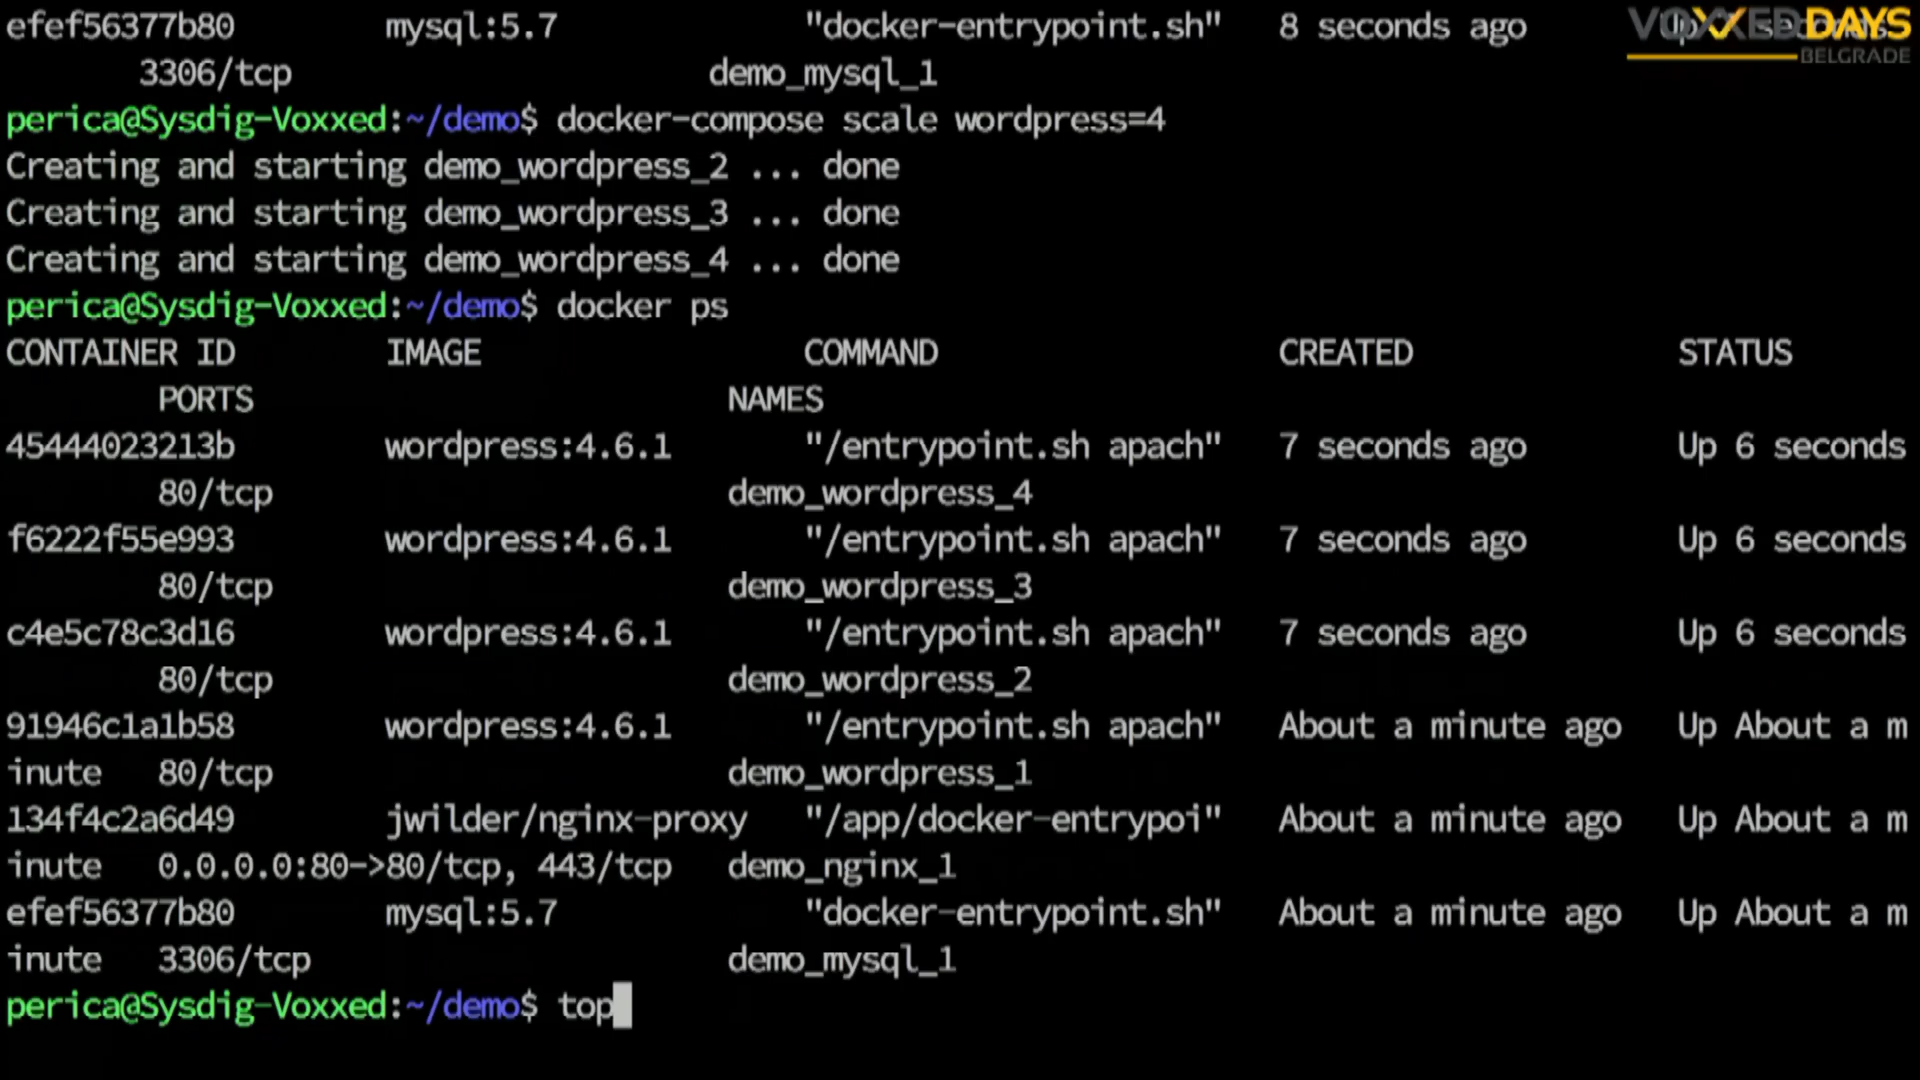 efef56377b80        mysql:5.7             "docker-entrypoint.sh"   8 seconds ago
VOXXED DAYS
BELGRADE
       3306/tcp                      demo_mysql_1
perica@Sysdig-Voxxed:~/demo$ docker-compose scale wordpress=4
Creating and starting demo_wordpress_2 ... done
Creating and starting demo_wordpress_3 ... done
Creating and starting demo_wordpress_4 ... done
perica@Sysdig-Voxxed:~/demo$ docker ps
CONTAINER ID        IMAGE                 COMMAND                  CREATED              STATUS
        PORTS                         NAMES
45444023213b        wordpress:4.6.1       "/entrypoint.sh apach"   7 seconds ago        Up 6 seconds
        80/tcp                        demo_wordpress_4
f6222f55e993        wordpress:4.6.1       "/entrypoint.sh apach"   7 seconds ago        Up 6 seconds
        80/tcp                        demo_wordpress_3
c4e5c78c3d16        wordpress:4.6.1       "/entrypoint.sh apach"   7 seconds ago        Up 6 seconds
        80/tcp                        demo_wordpress_2
91946c1a1b58        wordpress:4.6.1       "/entrypoint.sh apach"   About a minute ago   Up About a m
inute   80/tcp                        demo_wordpress_1
134f4c2a6d49        jwilder/nginx-proxy   "/app/docker-entrypoi"   About a minute ago   Up About a m
inute   0.0.0.0:80->80/tcp, 443/tcp   demo_nginx_1
efef56377b80        mysql:5.7             "docker-entrypoint.sh"   About a minute ago   Up About a m
inute   3306/tcp                      demo_mysql_1
perica@Sysdig-Voxxed:~/demo$ top